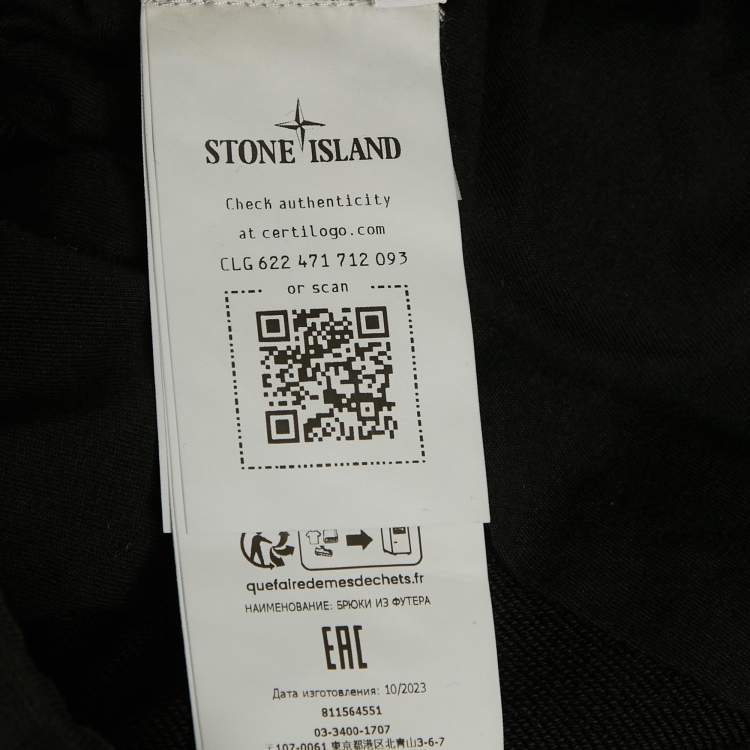 STONE ISLAND
Check authenticity
at certilogo.com
CLG 622 471 712 093
or scan
quefairedemesdechets.fr
НАИМЕНОВАНИЕ: БРЮКИ ИЗ ФУТЕРА
EAC
Дата изготовления: 10/2023
811564551
03-3400-1707
〒107-0061 東京都港区北青山3-6-7